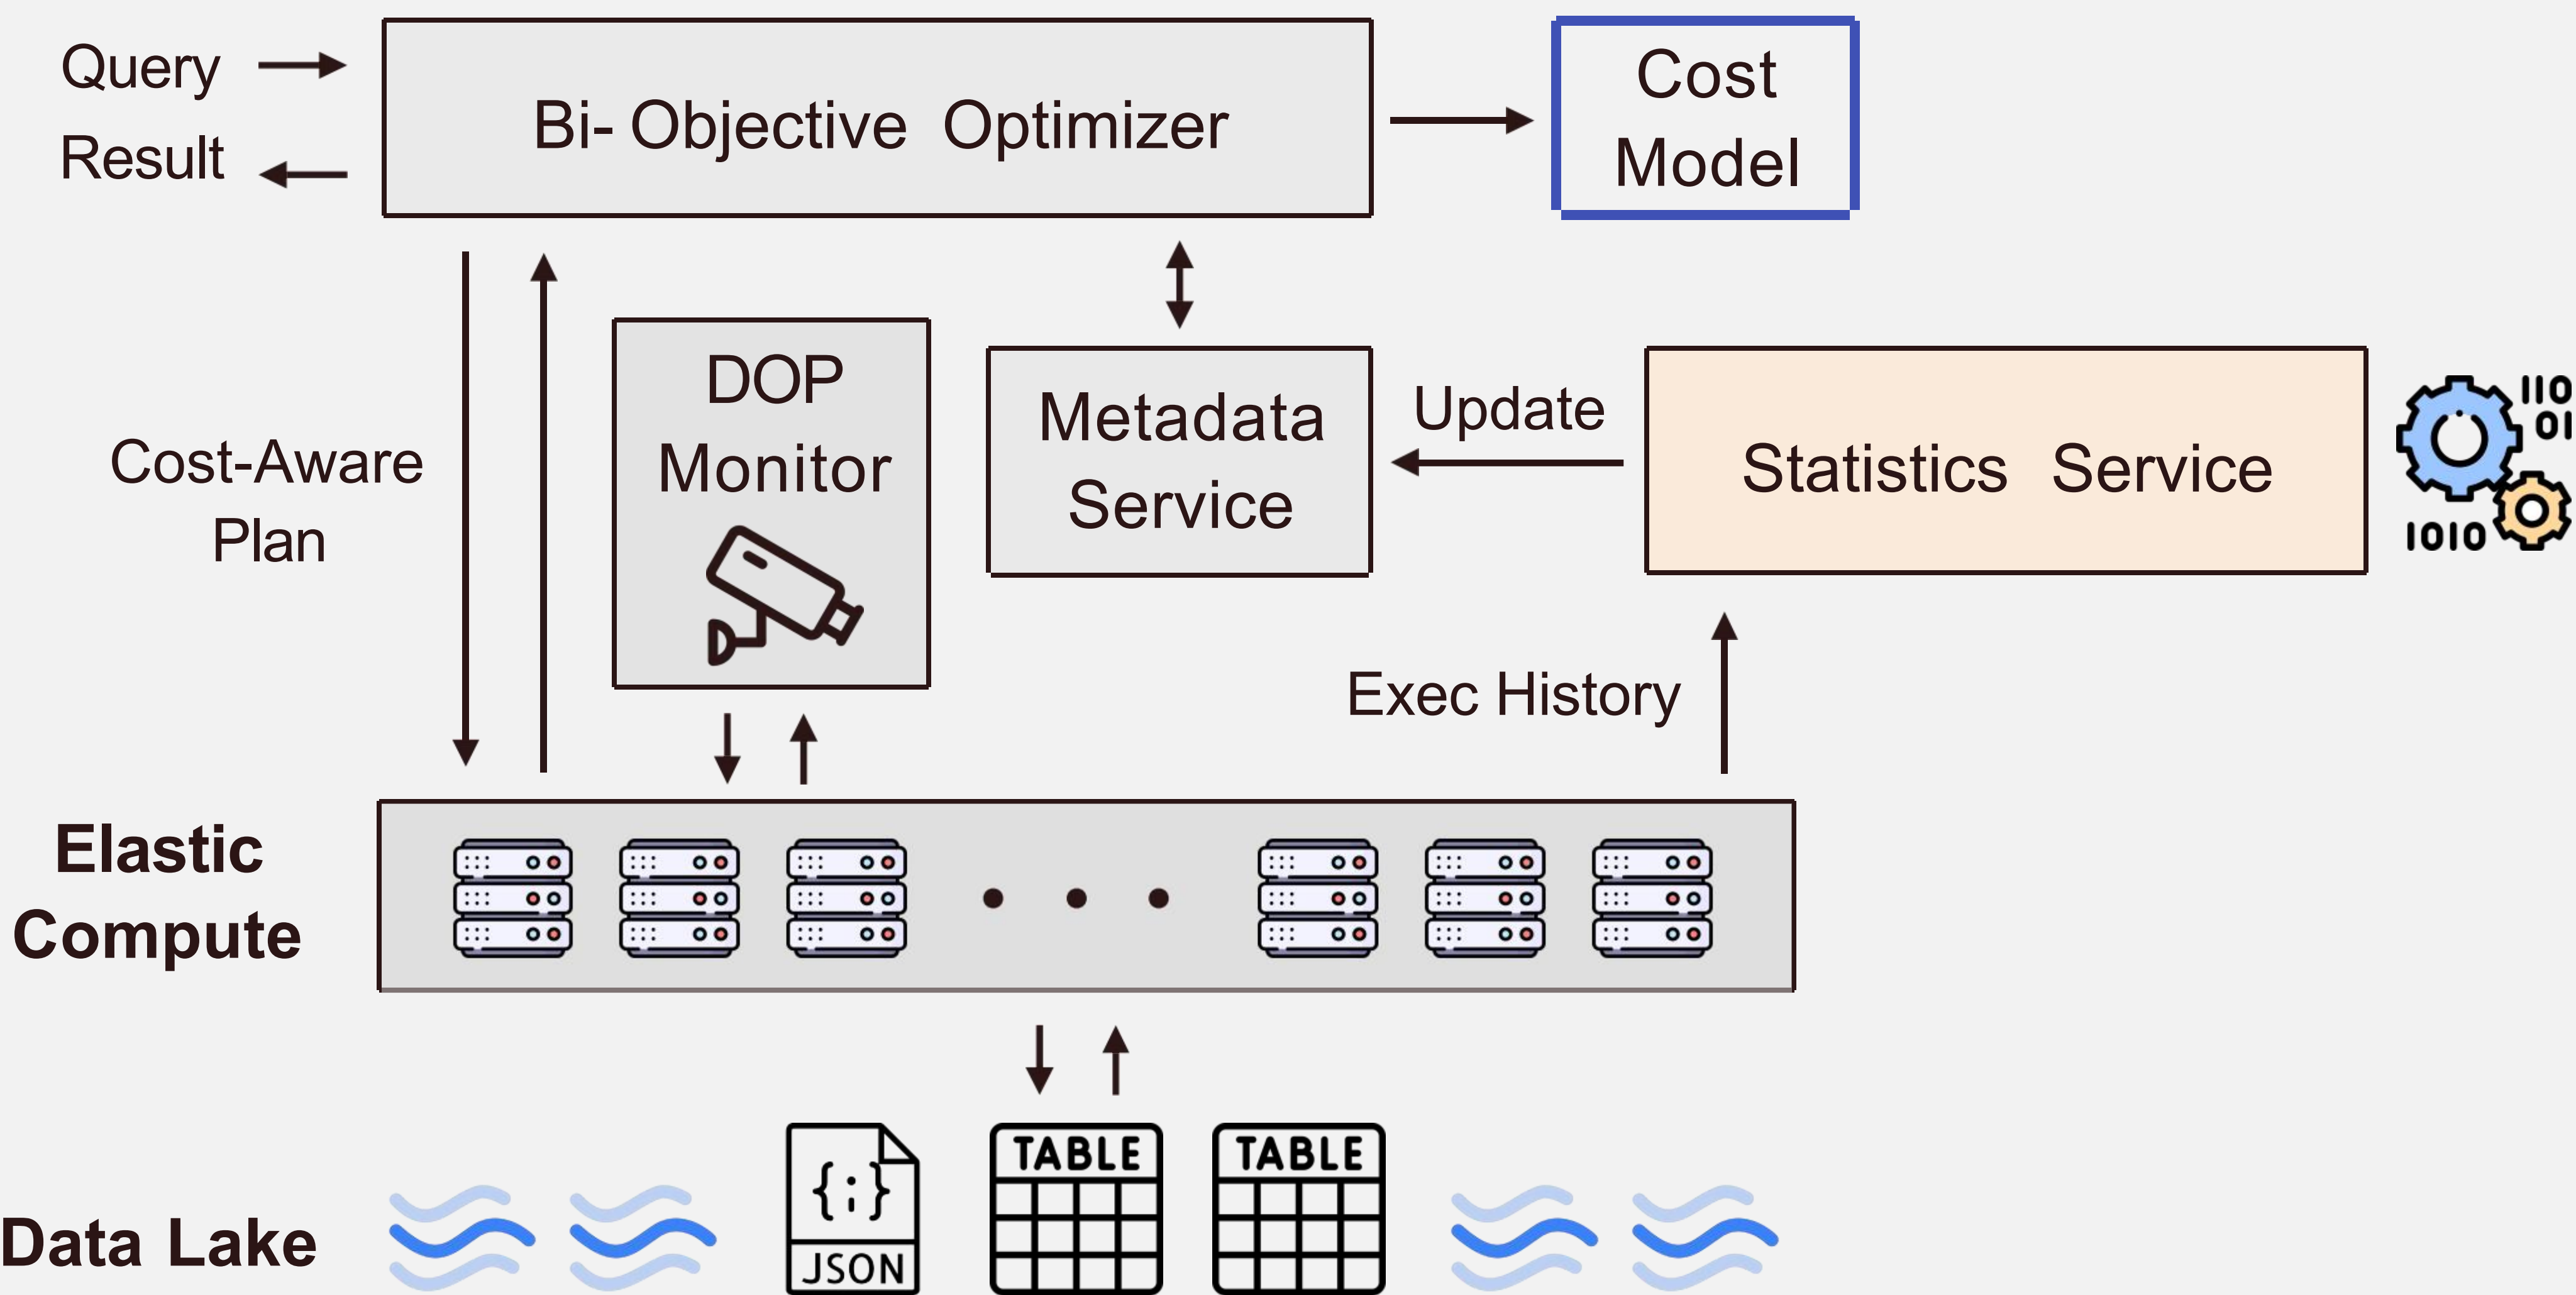 Query
Result
Bi- Objective Optimizer
Cost
Model
DOP
Monitor
Metadata
Service
Update
Statistics Service
110
01
1010
Cost-Aware
Plan
Exec History
Elastic
Compute
TABLE
TABLE
{;}
JSON
Data Lake